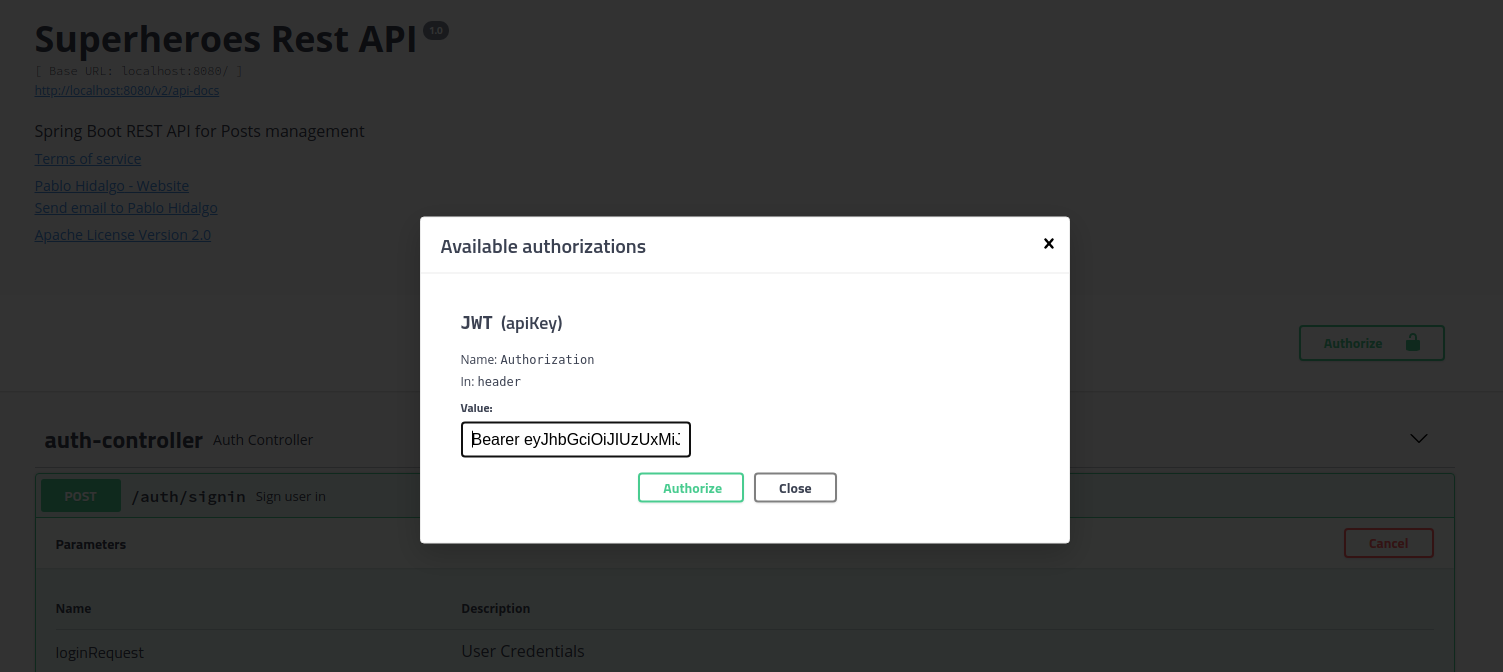 Superheroes Rest API 1.0
[ Base URL: localhost:8080/ ]
http://localhost:8080/v2/api-docs
Spring Boot REST API for Posts management
Terms of service
Pablo Hidalgo - Website
Send email to Pablo Hidalgo
Apache License Version 2.0
Available authorizations
JWT (apiKey)
Name: Authorization
In: header
Value:
Bearer eyJhbGciOiJIUzUxMiJ
Authorize Close
Authorize
auth-controller Auth Controller
POST /auth/signin Sign user in
Parameters Cancel
Name Description
loginRequest User Credentials